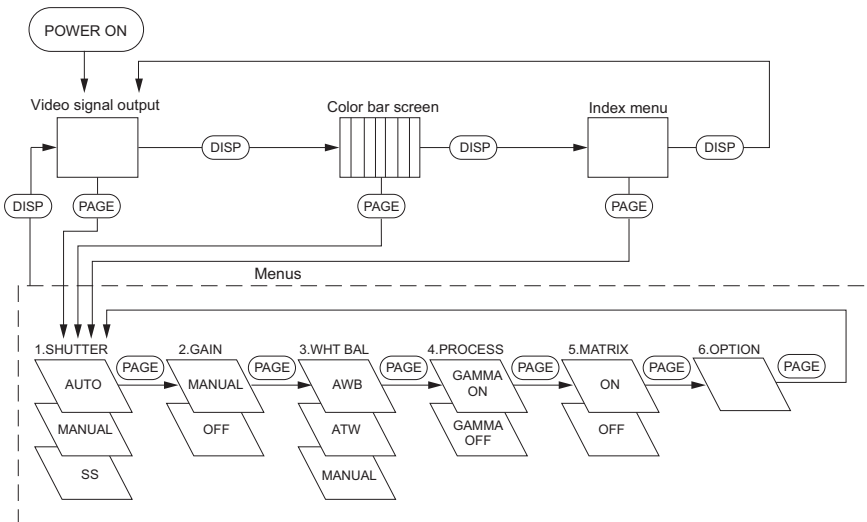 POWER ON
Video signal output
Color bar screen
Index menu
DISP
DISP
DISP
DISP
PAGE
PAGE
PAGE
Menus
1.SHUTTER
2.GAIN
3.WHT BAL
4.PROCESS
5.MATRIX
6.OPTION
PAGE
PAGE
PAGE
PAGE
PAGE
PAGE
AUTO
MANUAL
AWB
GAMMA
ON
ON
MANUAL
OFF
ATW
GAMMA
OFF
OFF
SS
MANUAL